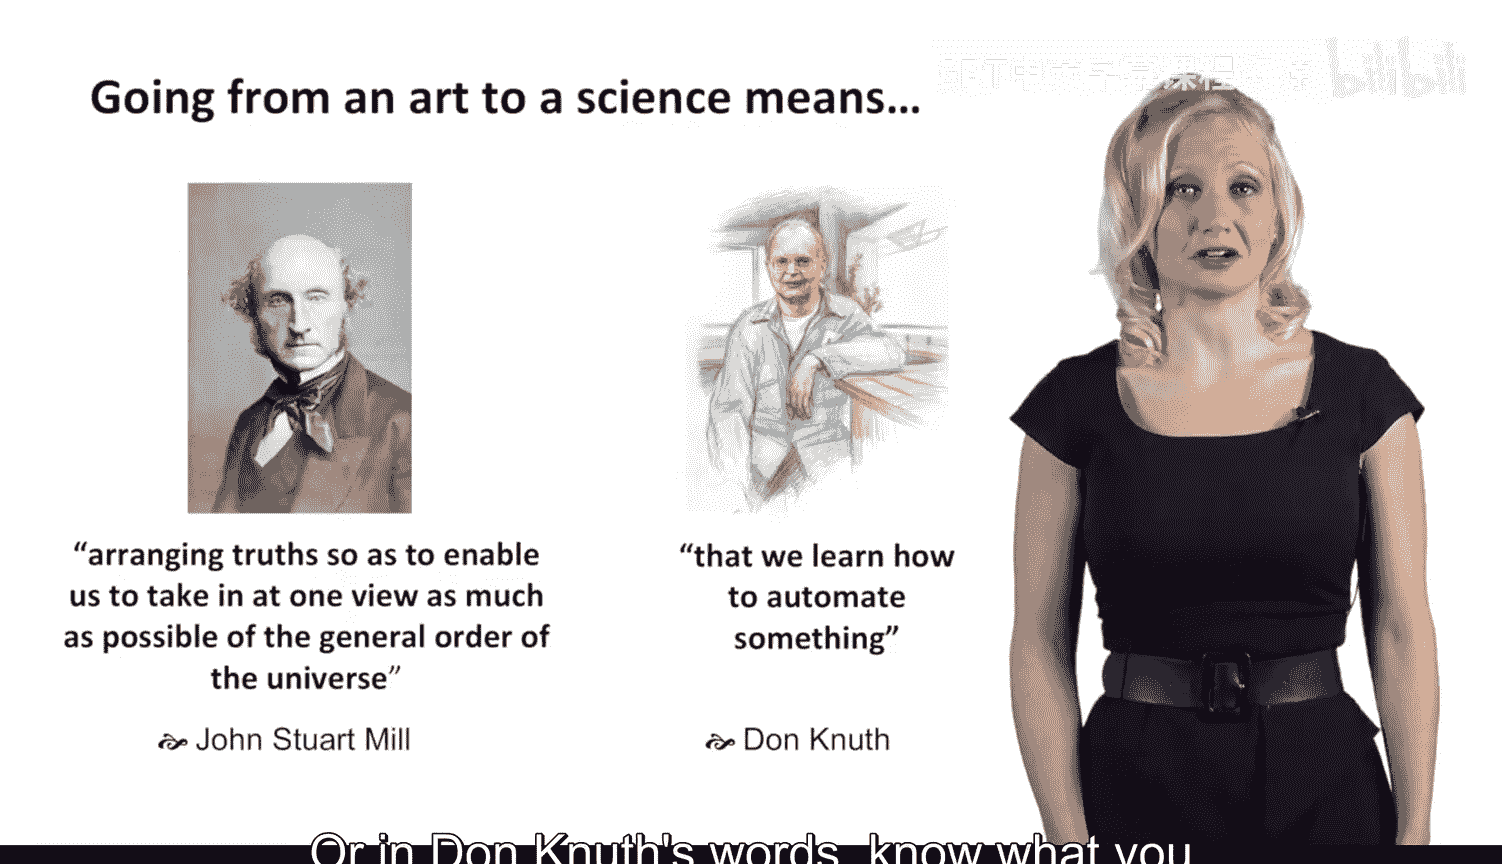 Going from an art to a science means...
“arranging truths so as to enable
us to take in at one view as much
as possible of the general order of
the universe”
John Stuart Mill
“that we learn how
to automate
something”
Don Knuth
bilibili
Or in Don Knuth's words, know what you